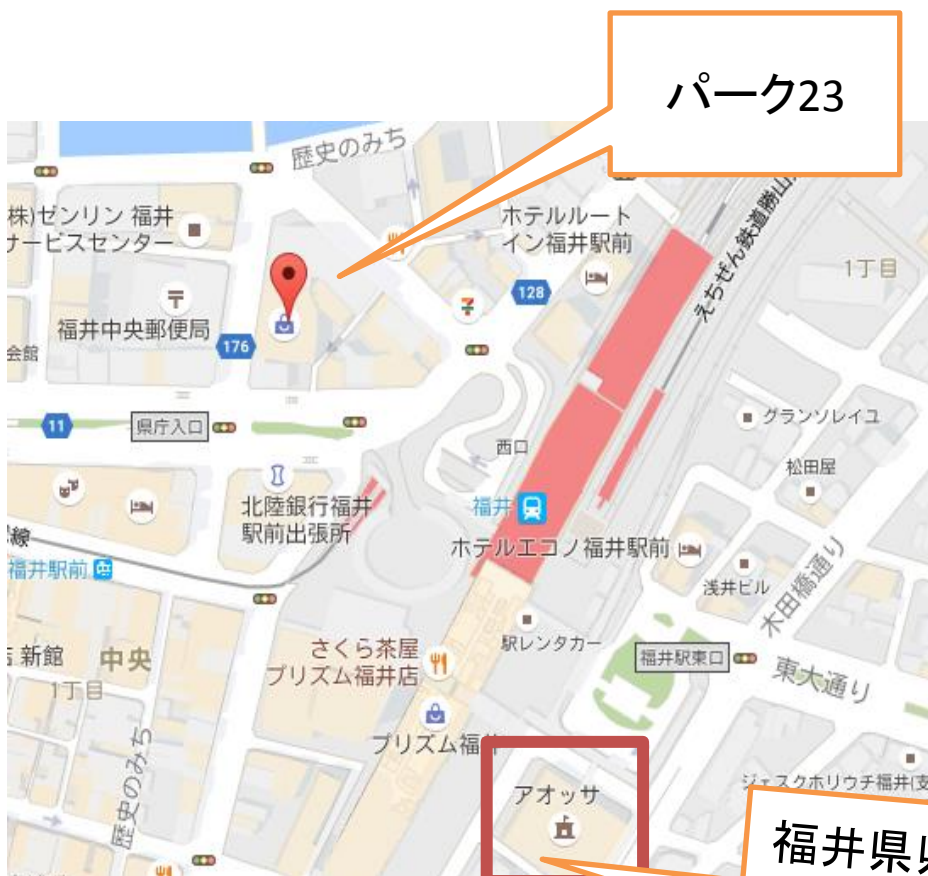 パーク23
歴史のみち
株)ゼンリン 福井
サービスセンター
ホテルルート
イン福井駅前
えちぜん鉄道勝山
1丁目
福井中央郵便局
128
176
会館
11
県庁入口
西口
グランソレイユ
松田屋
北陸銀行福井
駅前出張所
福井
ホテルエコノ福井駅前
線
福井駅前
浅井ビル
木田橋通り
駅レンタカー
さくら茶屋
プリズム福井店
福井駅東口
新館
中央
1丁目
東大通り
プリズム福井
歴史のみち
アオッサ
ジェスクホリウチ福井(支
福井県